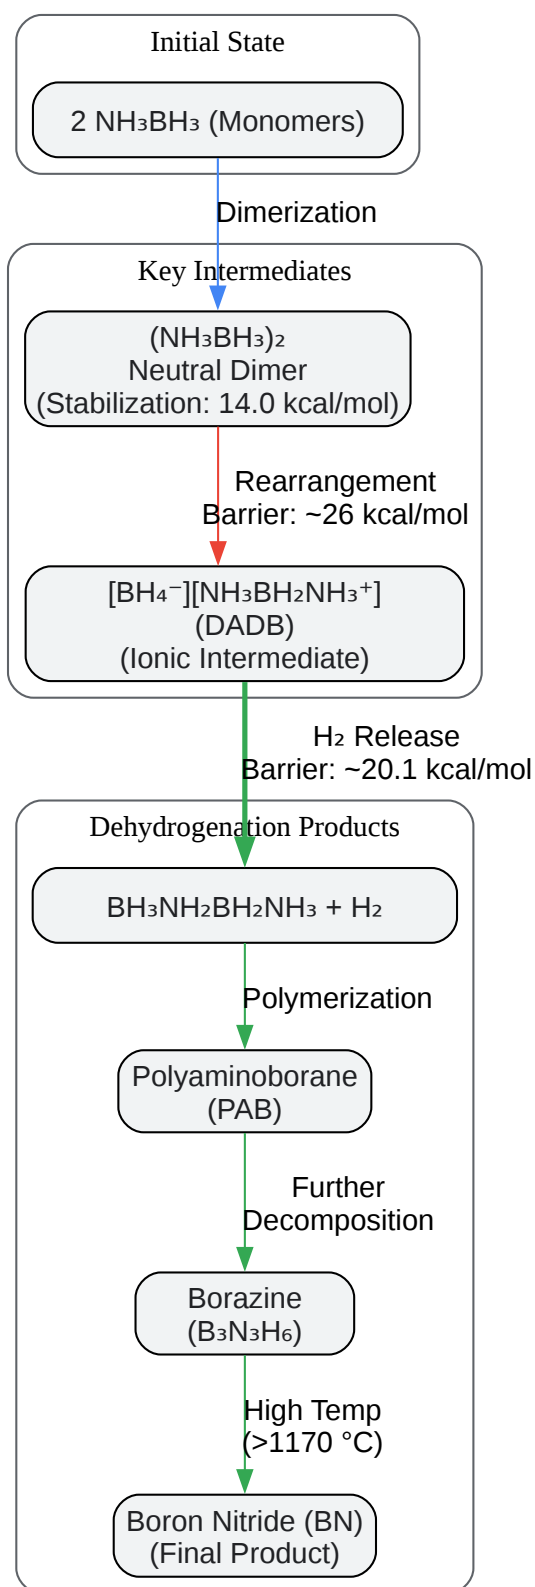 Initial State
2 NH₃BH₃ (Monomers)
Dimerization
Key Intermediates
(NH₃BH₃)₂
Neutral Dimer
(Stabilization: 14.0 kcal/mol)
Rearrangement
Barrier: ~26 kcal/mol
[BH₄⁻][NH₃BH₂NH₃⁺]
(DADB)
(Ionic Intermediate)
H₂ Release
Barrier: ~20.1 kcal/mol
Dehydrogenation Products
BH₃NH₂BH₂NH₃ + H₂
Polymerization
Polyaminoborane
(PAB)
Further
Decomposition
Borazine
(B₃N₃H₆)
High Temp
(>1170 °C)
Boron Nitride (BN)
(Final Product)